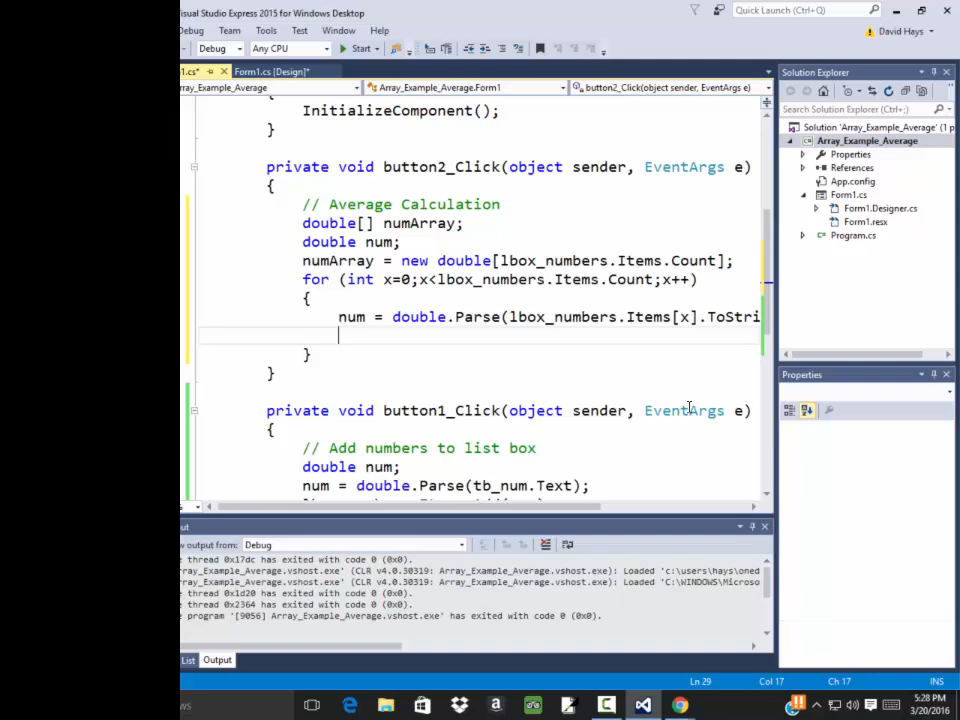 isual Studio Express 2015 for Windows Desktop
Quick Launch (Ctrl+Q)
Debug Team Tools Test Window Help
David Hays
Debug Any CPU Start
1.cs* Form1.cs [Design]*
rray_Example_Average Array_Example_Average.Form1 button2_Click(object sender, EventArgs e)
{
InitializeComponent();
}
private void button2_Click(object sender, EventArgs e)
{
// Average Calculation
double[] numArray;
double num;
numArray = new double[lbox_numbers.Items.Count];
for (int x=0;x<lbox_numbers.Items.Count;x++)
{
num = double.Parse(lbox_numbers.Items[x].ToStri
}
}
private void button1_Click(object sender, EventArgs e)
{
// Add numbers to list box
double num;
num = double.Parse(tb_num.Text);
Solution Explorer
Search Solution Explorer (Ctrl+;)
Solution 'Array_Example_Average' (1 p
Array_Example_Average
Properties
References
App.config
Form1.cs
Form1.Designer.cs
Form1.resx
Program.cs
Properties
ut
w output from: Debug
e thread 0x17dc has exited with code 0 (0x0).
rray_Example_Average.vshost.exe' (CLR v4.0.30319: Array_Example_Average.vshost.exe): Loaded 'c:\users\hays\oned
rray_Example_Average.vshost.exe' (CLR v4.0.30319: Array_Example_Average.vshost.exe): Loaded 'C:\WINDOWS\Microso
e thread 0x1d20 has exited with code 0 (0x0).
e thread 0x2364 has exited with code 0 (0x0).
e program '[9056] Array_Example_Average.vshost.exe' has exited with code 0 (0x0).
List Output
Ln 29 Col 17 Ch 17 INS
ws
5:28 PM
3/20/2016